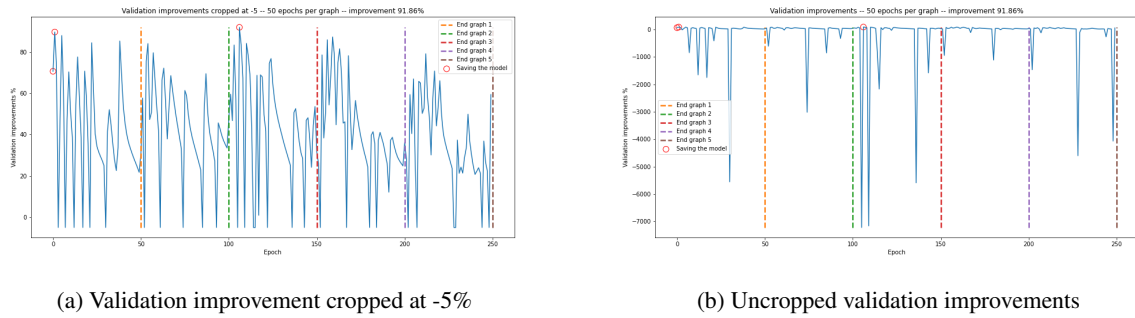 Validation improvements cropped at -5 -- 50 epochs per graph -- improvement 91.86%
End graph 1
End graph 2
End graph 3
End graph 4
End graph 5
Saving the model
Validation improvements %
80
60
40
20
0
0 50 100 150 200 250
Epoch
(a) Validation improvement cropped at -5%
Validation improvements -- 50 epochs per graph -- improvement 91.86%
0
-1000
-2000
-3000
-4000
-5000
-6000
-7000
Validation improvements %
End graph 1
End graph 2
End graph 3
End graph 4
End graph 5
Saving the model
0 50 100 150 200 250
Epoch
(b) Uncropped validation improvements